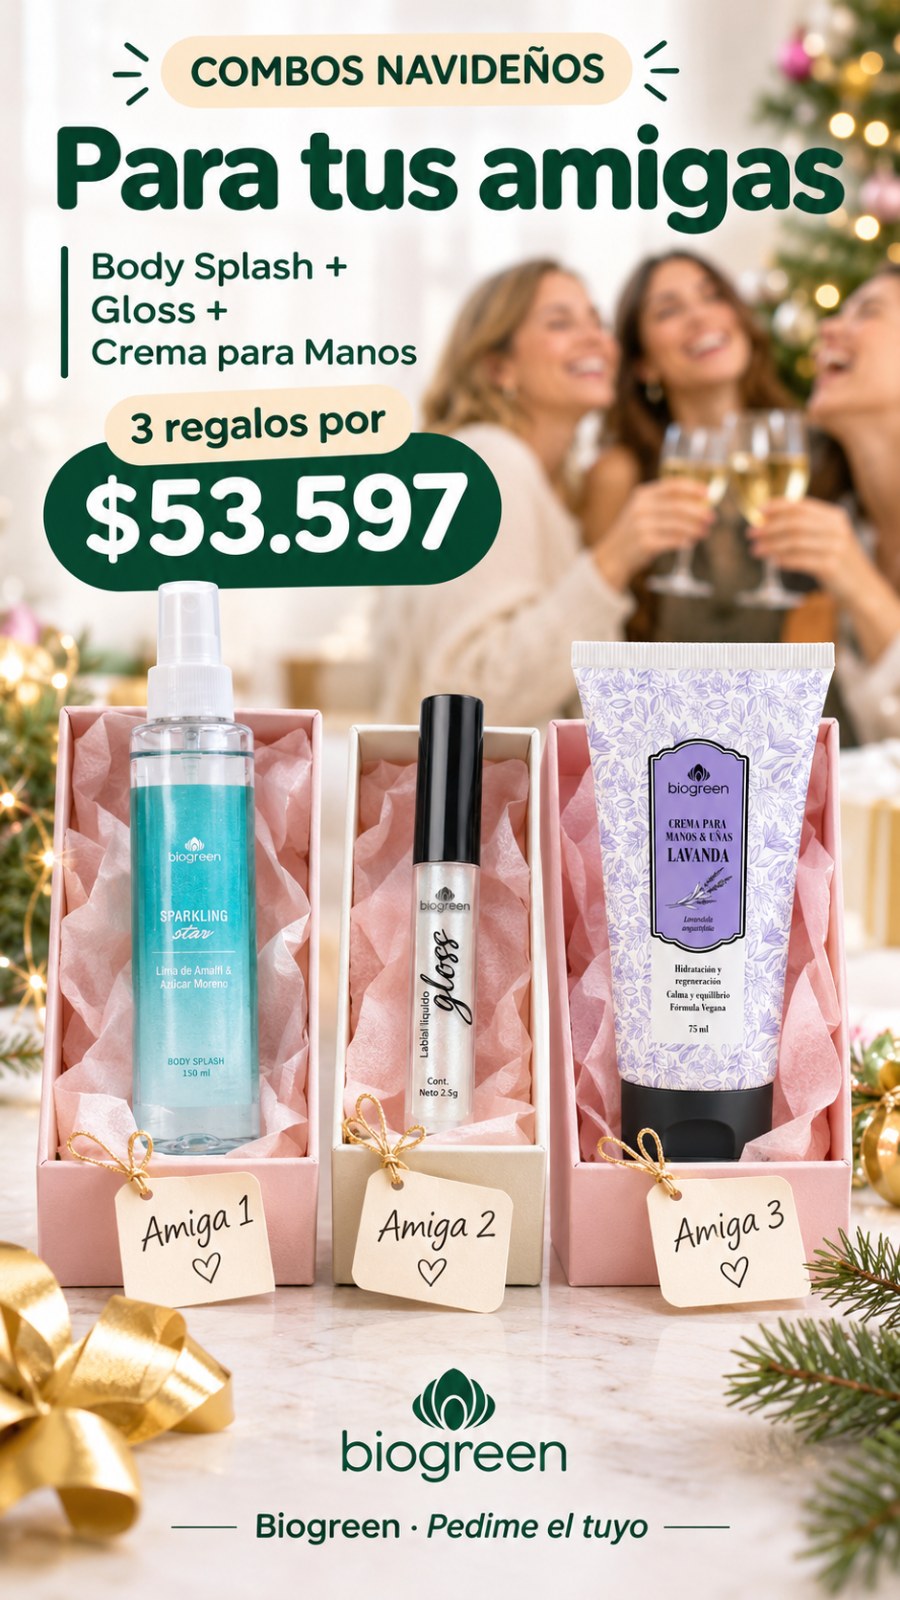 COMBOS NAVIDEÑOS
Para tus amigas
Body Splash +
Gloss +
Crema para Manos
3 regalos por
$53.597
biogreen
SPARKLING
star
Lima de Amalfi &
Azúcar Moreno
BODY SPLASH
150 ml
biogreen
Labial líquido
gloss
Cont.
Neto 2.5g
biogreen
CREMA PARA
MANOS & UÑAS
LAVANDA
Lavandula
angustifolia
Hidratación y
regeneración
Calma y equilibrio
Fórmula Vegana
75 ml
Amiga 1
Amiga 2
Amiga 3
biogreen
Biogreen · Pedime el tuyo